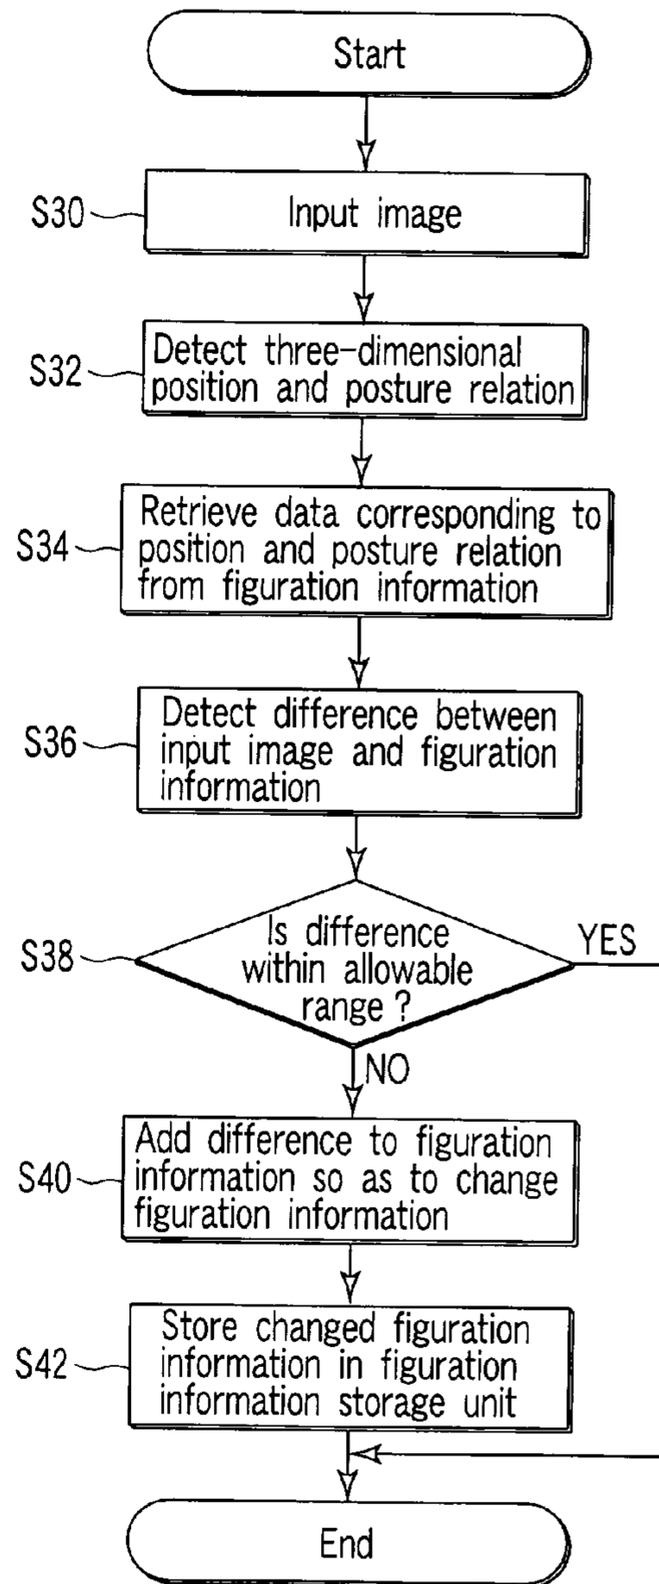 Start
S30
Input image
S32
Detect three-dimensional
position and posture relation
S34
Retrieve data corresponding to
position and posture relation
from figuration information
S36
Detect difference between
input image and figuration
information
S38
Is difference
within allowable
range ?
YES
NO
S40
Add difference to figuration
information so as to change
figuration information
S42
Store changed figuration
information in figuration
information storage unit
End